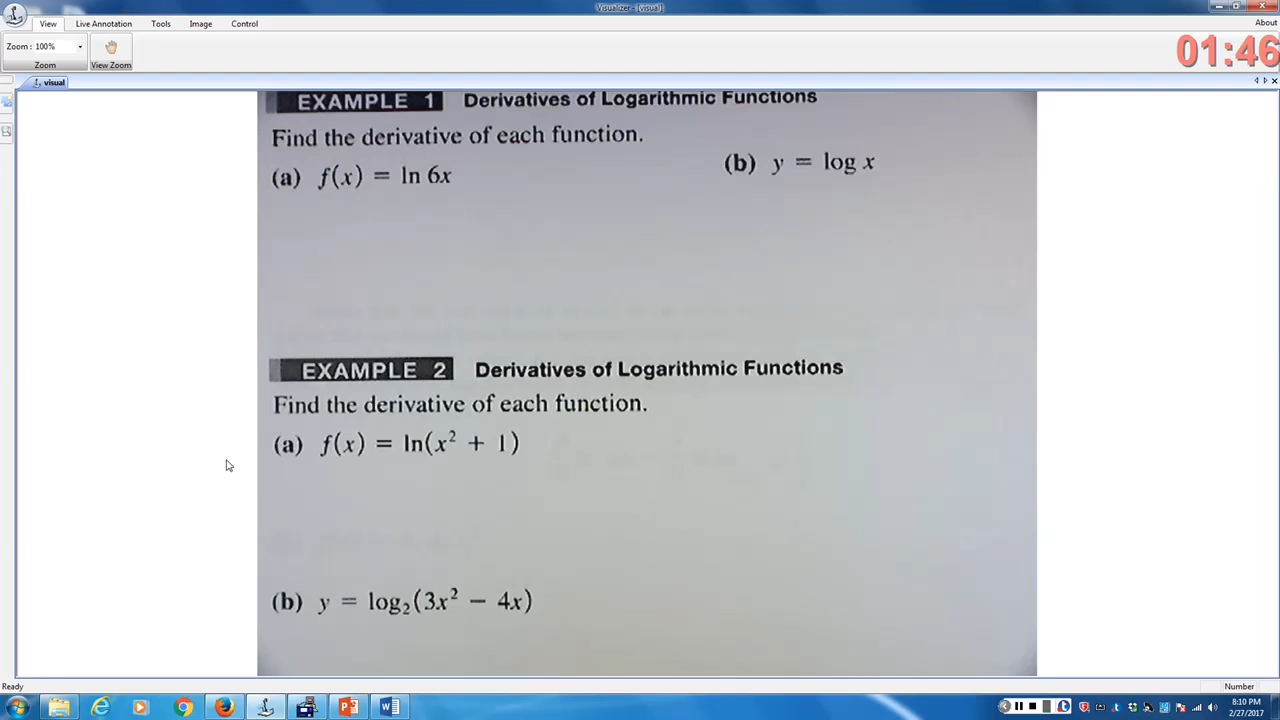 Visualizer - [visual]
View Live Annotation Tools Image Control About
Zoom : 100%
Zoom View Zoom
01:46
visual
EXAMPLE 1 Derivatives of Logarithmic Functions
Find the derivative of each function.
(a) f(x) = ln 6x (b) y = log x
EXAMPLE 2 Derivatives of Logarithmic Functions
Find the derivative of each function.
(a) f(x) = ln(x² + 1)
(b) y = log₂(3x² − 4x)
Ready Number
8:10 PM
2/27/2017